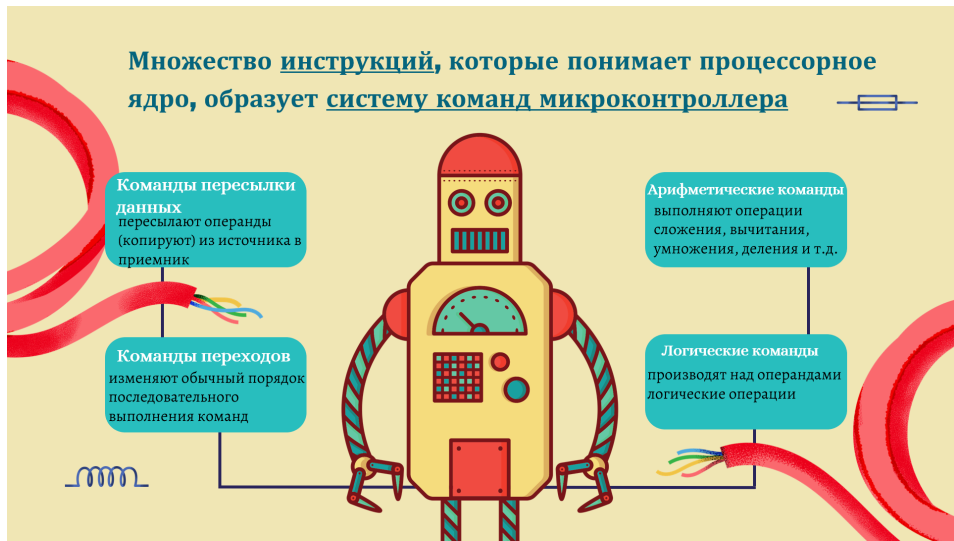 Множество инструкций, которые понимает процессорное
ядро, образует систему команд микроконтроллера
Команды пересылки
данных
пересылают операнды
(копируют) из источника в
приемник
Команды переходов
изменяют обычный порядок
последовательного
выполнения команд
Арифметические команды
выполняют операции
сложения, вычитания,
умножения, деления и т.д.
Логические команды
производят над операндами
логические операции